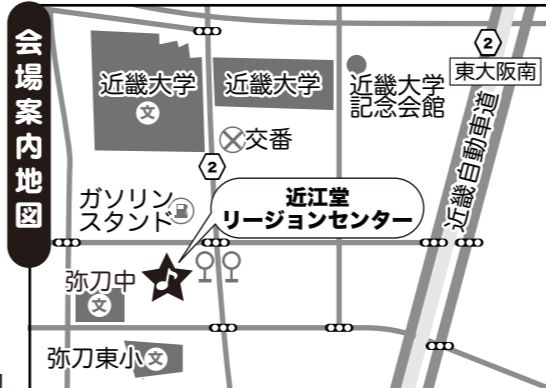 会場案内地図
近畿大学
文
近畿大学
近畿大学
記念会館
2
東大阪南
交番
2
近畿自動車道
ガソリン
スタンド
近江堂
リージョンセンター
弥刀中
文
弥刀東小
文